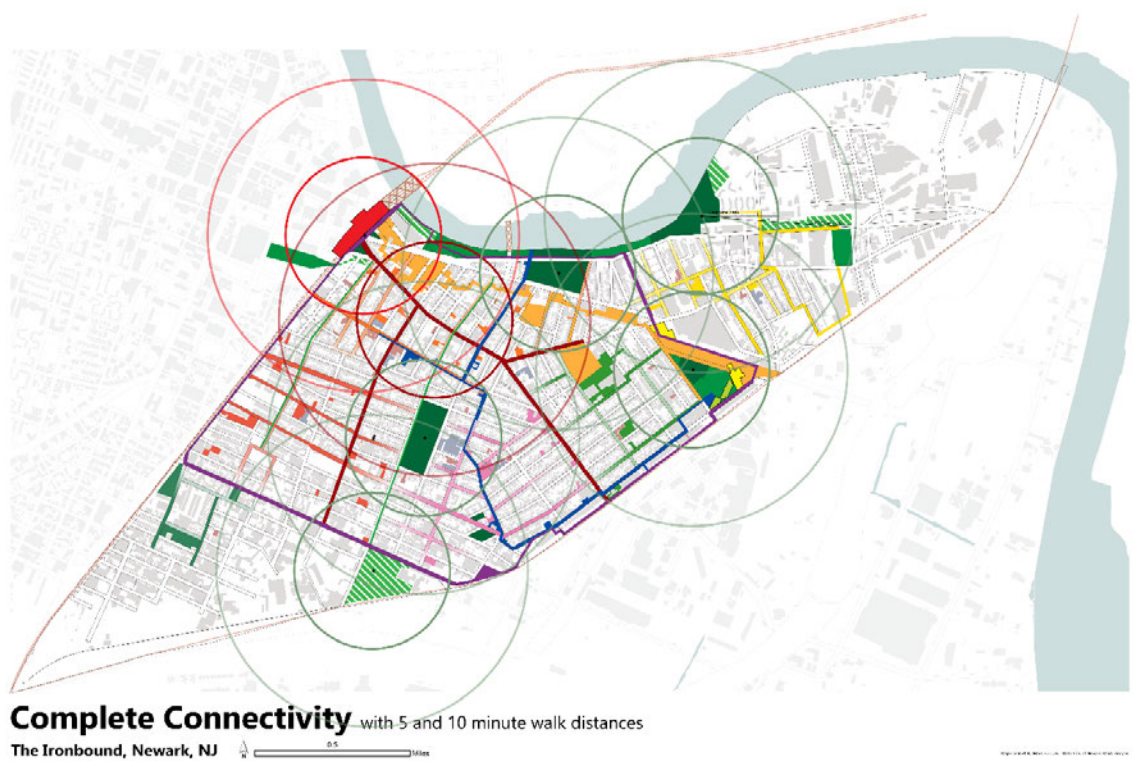 Complete Connectivity with 5 and 10 minute walk distances
The Ironbound, Newark, NJ
N
0.5
Miles